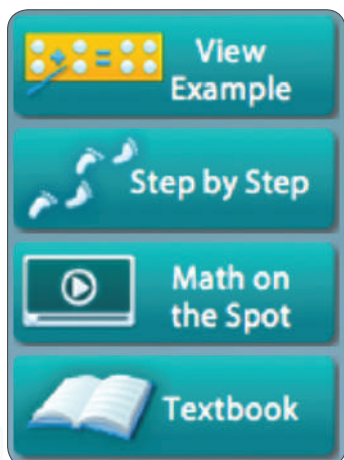 View
Example
Step by Step
Math on
the Spot
Textbook